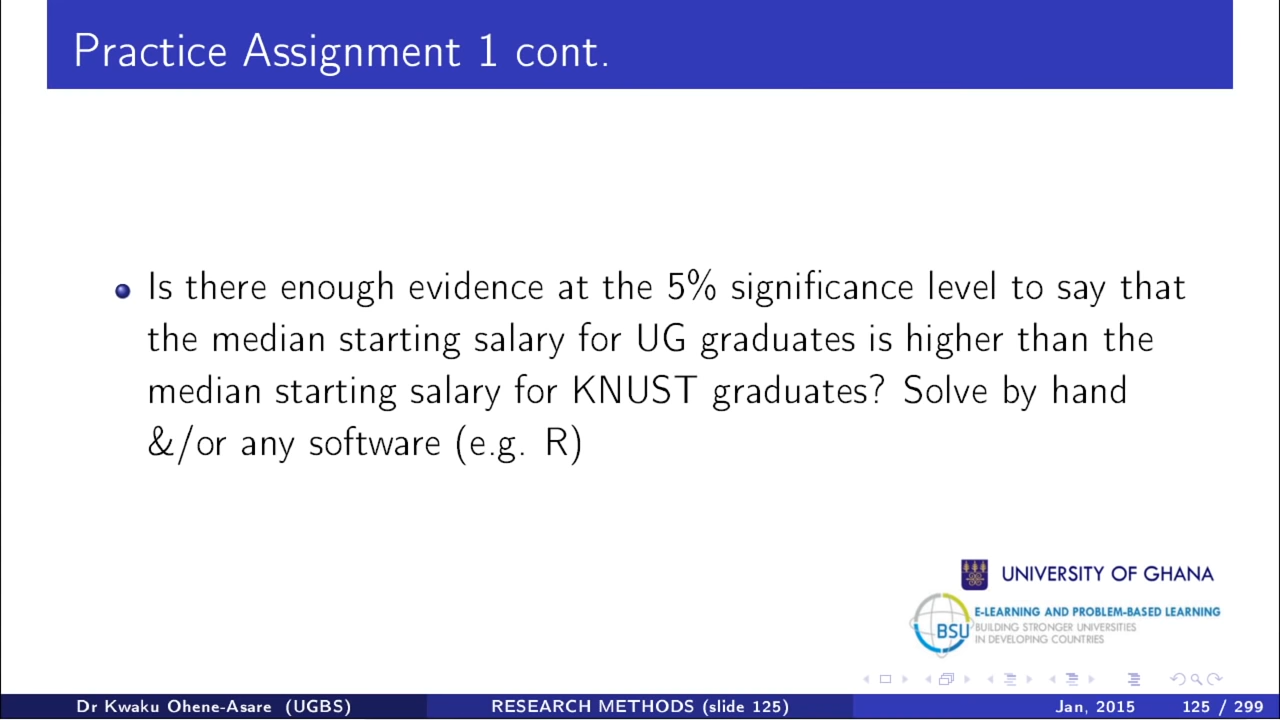 Practice Assignment 1 cont.
Is there enough evidence at the 5% significance level to say that
the median starting salary for UG graduates is higher than the
median starting salary for KNUST graduates? Solve by hand
&/or any software (e.g. R)
UNIVERSITY OF GHANA
E-LEARNING AND PROBLEM-BASED LEARNING
BSU
BUILDING STRONGER UNIVERSITIES
IN DEVELOPING COUNTRIES
Dr Kwaku Ohene-Asare (UGBS) RESEARCH METHODS (slide 125) Jan, 2015 125 / 299